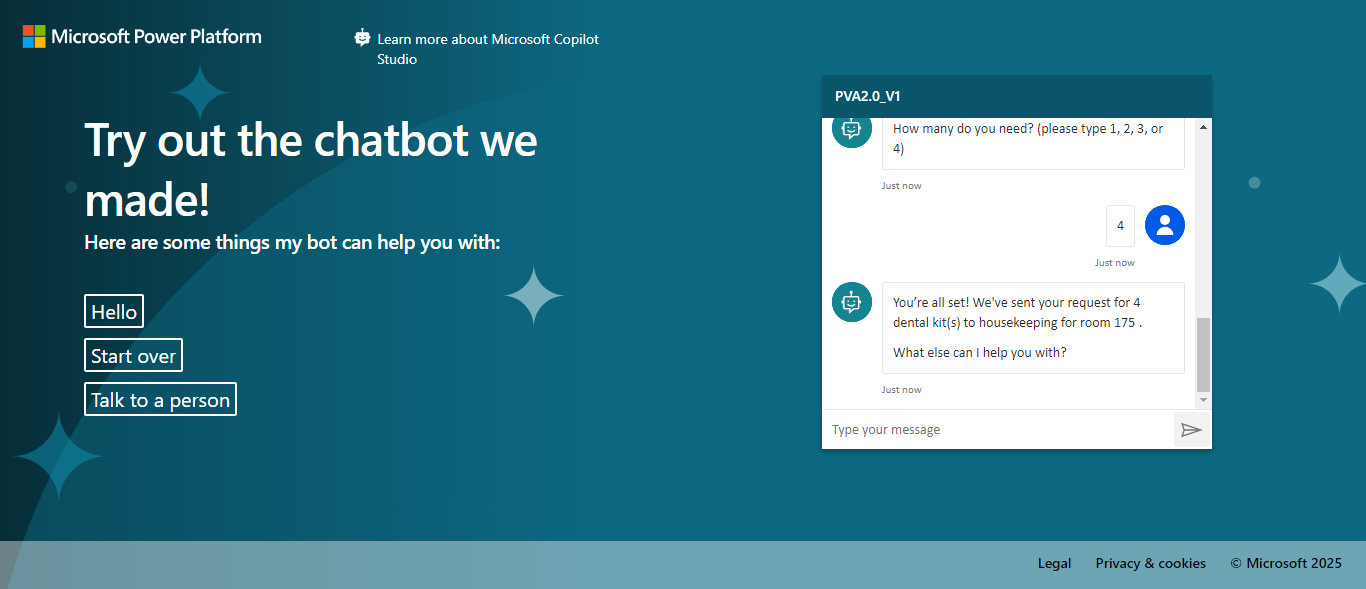 Microsoft Power Platform
Learn more about Microsoft Copilot
Studio
Try out the chatbot we
made!
Here are some things my bot can help you with:
Hello
Start over
Talk to a person
PVA2.0_V1
How many do you need? (please type 1, 2, 3, or
4)
Just now
4
Just now
You’re all set! We've sent your request for 4
dental kit(s) to housekeeping for room 175 .
What else can I help you with?
Just now
Type your message
Legal
Privacy & cookies
© Microsoft 2025